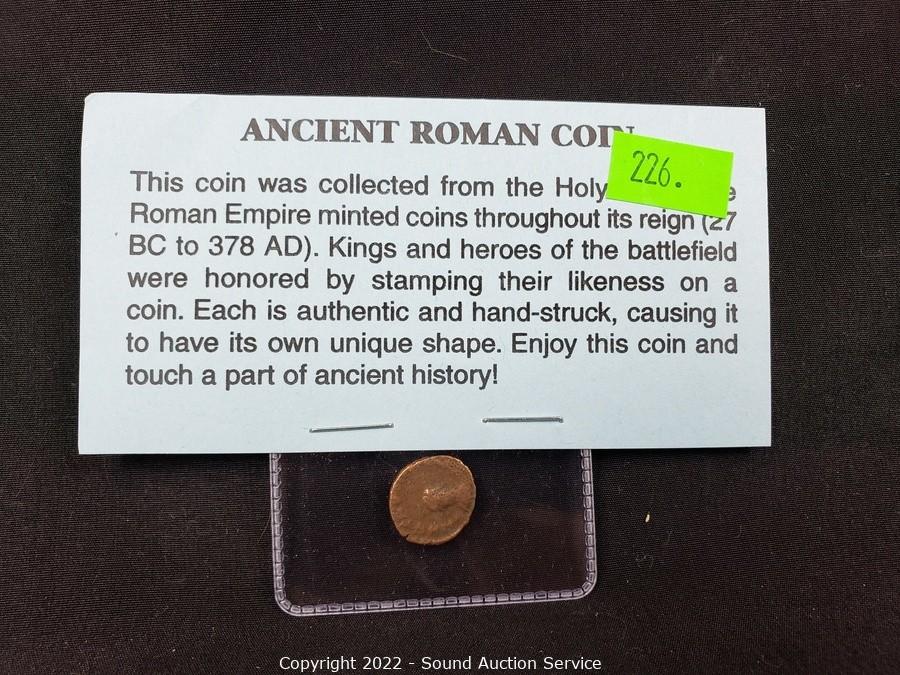 ANCIENT ROMAN COIN
226.
This coin was collected from the Holy
Roman Empire minted coins throughout its reign (27
BC to 378 AD). Kings and heroes of the battlefield
were honored by stamping their likeness on a
coin. Each is authentic and hand-struck, causing it
to have its own unique shape. Enjoy this coin and
touch a part of ancient history!
Copyright 2022 - Sound Auction Service